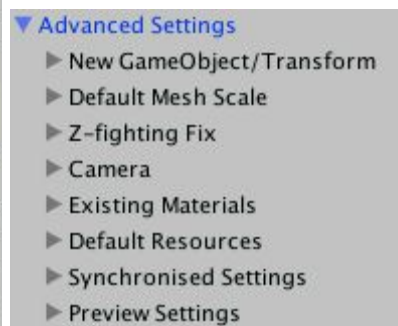 Advanced Settings
New GameObject/Transform
Default Mesh Scale
Z-fighting Fix
Camera
Existing Materials
Default Resources
Synchronised Settings
Preview Settings